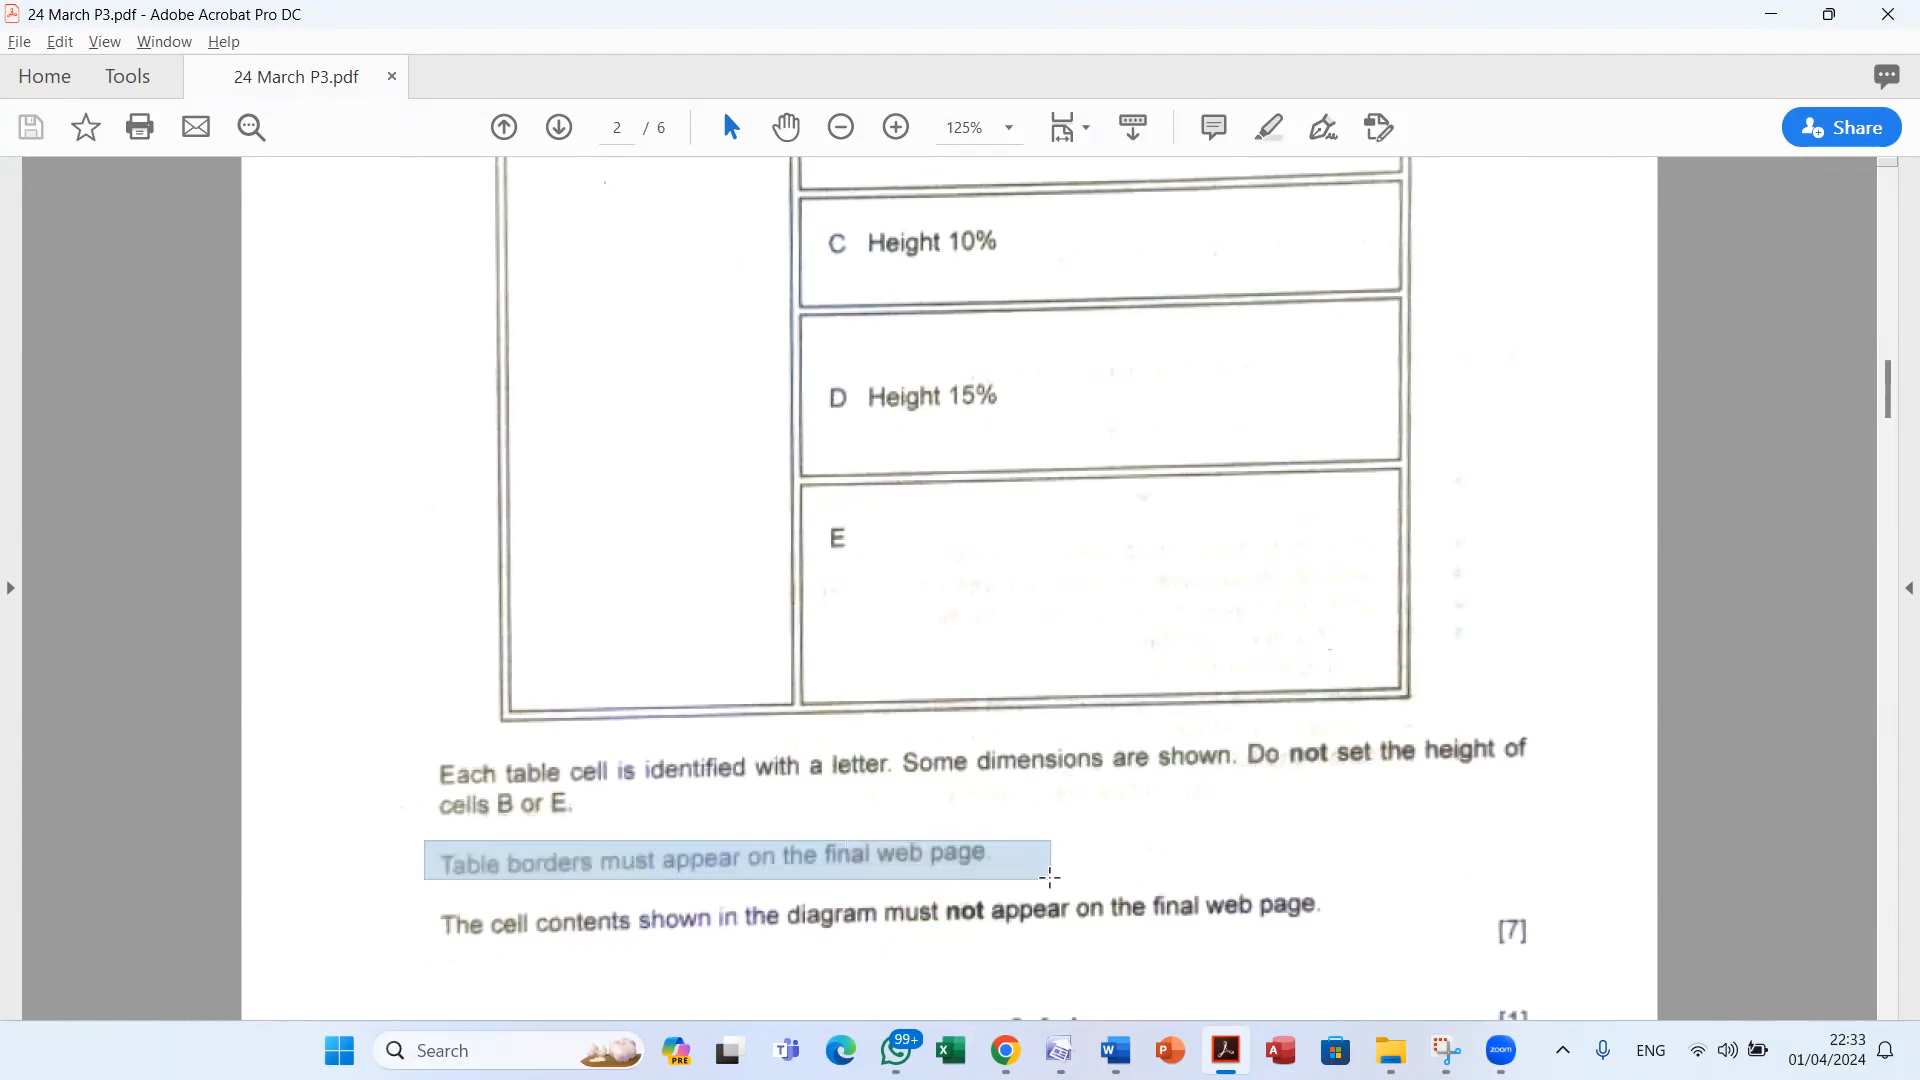 24 March P3.pdf - Adobe Acrobat Pro DC
File Edit View Window Help
Home Tools 24 March P3.pdf ×
2 / 6 125% Share
C Height 10%
D Height 15%
E
Each table cell is identified with a letter. Some dimensions are shown. Do not set the height of
cells B or E.
Table borders must appear on the final web page.
The cell contents shown in the diagram must not appear on the final web page.
[7]
[1]
Search PRE 99+ zoom ENG 22:33
01/04/2024